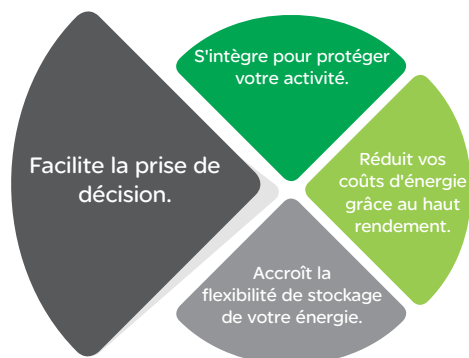 S'intègre pour protéger
votre activité.
Facilite la prise de
décision.
Réduit vos
coûts d'énergie
grâce au haut
rendement.
Accroît la
flexibilité de stockage
de votre énergie.